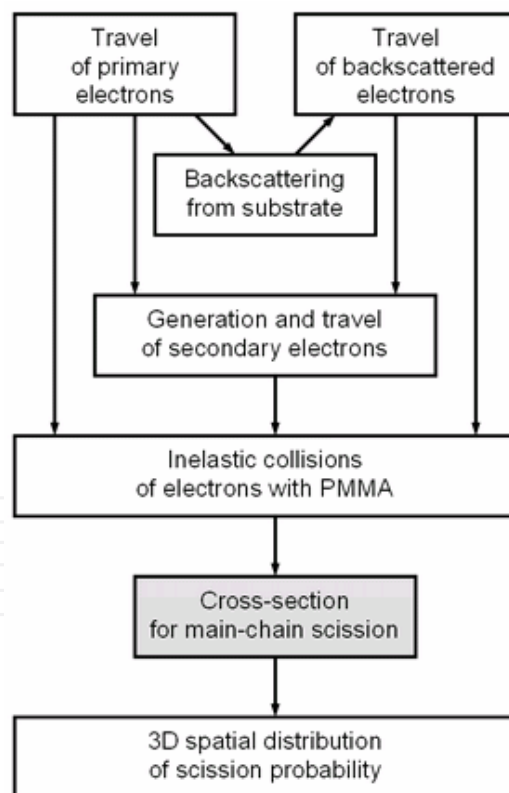 Travel
of primary
electrons
Travel
of backscattered
electrons
Backscattering
from substrate
Generation and travel
of secondary electrons
Inelastic collisions
of electrons with PMMA
Cross-section
for main-chain scission
3D spatial distribution
of scission probability